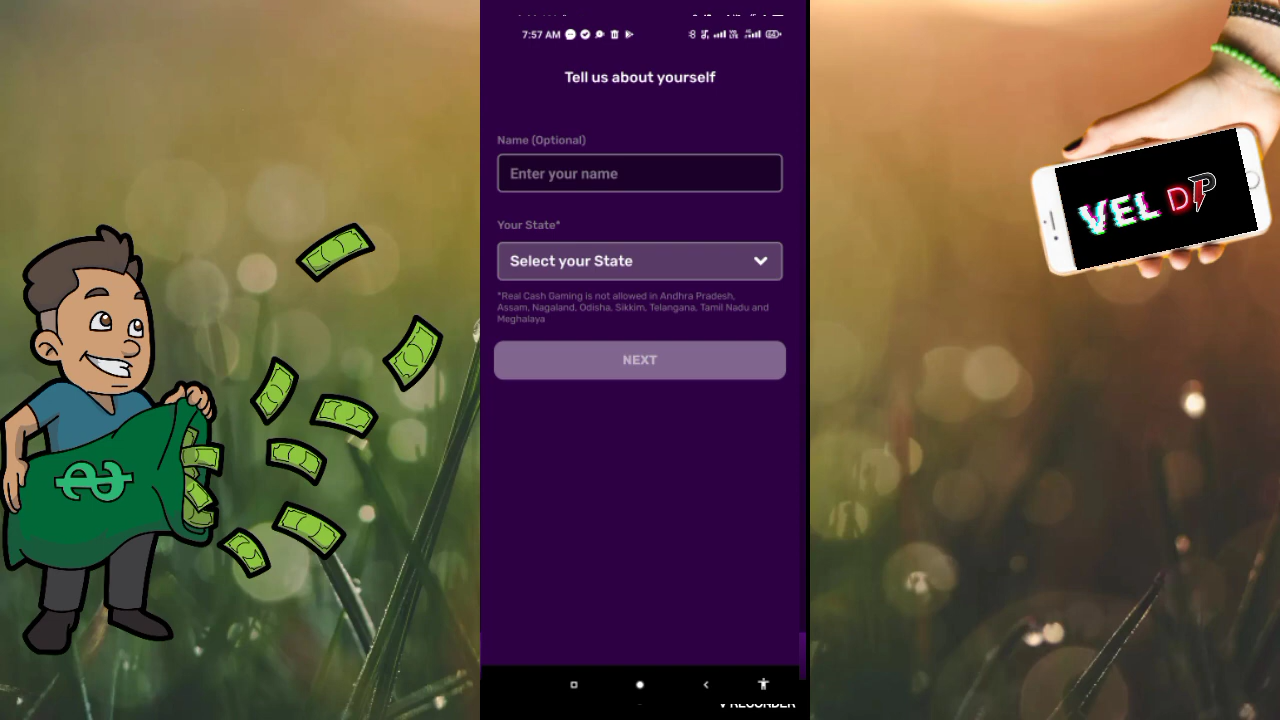 7:57 AM
Tell us about yourself
Name (Optional)
Enter your name
Your State*
Select your State
*Real Cash Gaming is not allowed in Andhra Pradesh,
Assam, Nagaland, Odisha, Sikkim, Telangana, Tamil Nadu and
Meghalaya
NEXT
VEL DP